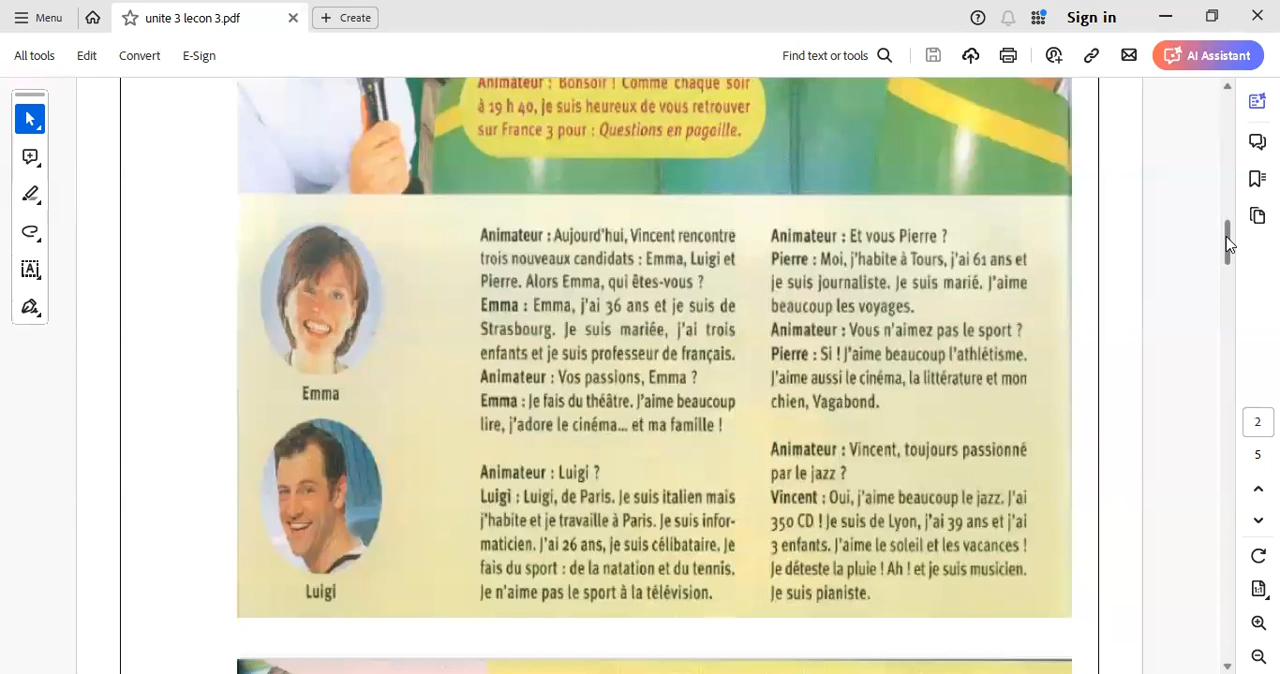 Menu
unite 3 lecon 3.pdf
Create
Sign in
All tools
Edit
Convert
E-Sign
Find text or tools
AI Assistant
Animateur : Bonsoir ! Comme chaque soir
à 19 h 40, je suis heureux de vous retrouver
sur France 3 pour : Questions en pagaille.
Emma
Luigi
Animateur : Aujourd'hui, Vincent rencontre
trois nouveaux candidats : Emma, Luigi et
Pierre. Alors Emma, qui êtes-vous ?
Emma : Emma, j'ai 36 ans et je suis de
Strasbourg. Je suis mariée, j'ai trois
enfants et je suis professeur de français.
Animateur : Vos passions, Emma ?
Emma : Je fais du théâtre. J'aime beaucoup
lire, j'adore le cinéma... et ma famille !
Animateur : Luigi ?
Luigi : Luigi, de Paris. Je suis italien mais
j'habite et je travaille à Paris. Je suis infor-
maticien. J'ai 26 ans, je suis célibataire. Je
fais du sport : de la natation et du tennis.
Je n'aime pas le sport à la télévision.
Animateur : Et vous Pierre ?
Pierre : Moi, j'habite à Tours, j'ai 61 ans et
je suis journaliste. Je suis marié. J'aime
beaucoup les voyages.
Animateur : Vous n'aimez pas le sport ?
Pierre : Si ! J'aime beaucoup l'athlétisme.
J'aime aussi le cinéma, la littérature et mon
chien, Vagabond.
Animateur : Vincent, toujours passionné
par le jazz ?
Vincent : Oui, j'aime beaucoup le jazz. J'ai
350 CD ! Je suis de Lyon, j'ai 39 ans et j'ai
3 enfants. J'aime le soleil et les vacances !
Je déteste la pluie ! Ah ! et je suis musicien.
Je suis pianiste.
2
5